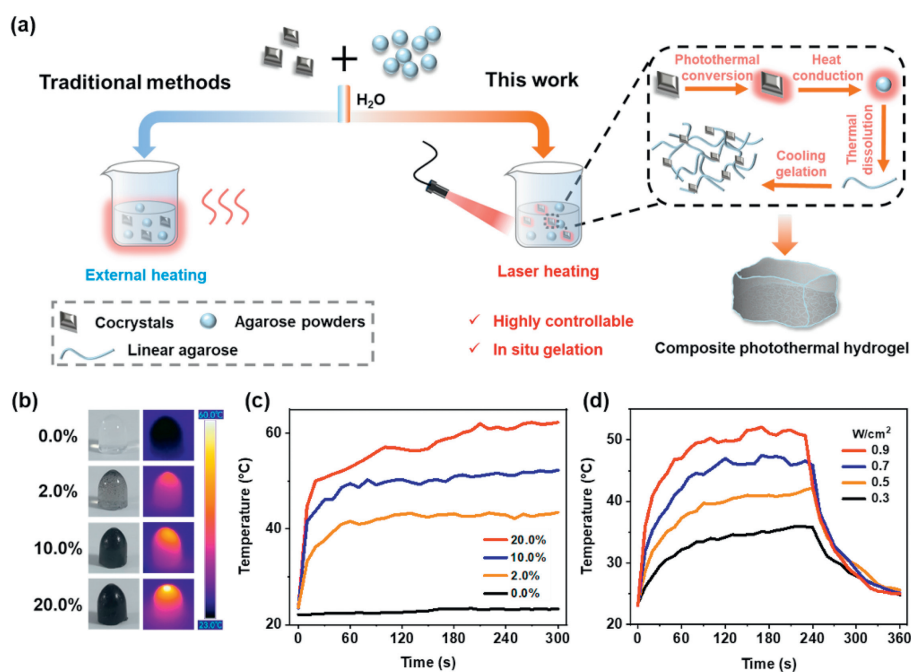 (a)
Traditional methods
This work
H2O
Photothermal
conversion
Heat
conduction
Thermal
dissolution
Cooling
gelation
External heating
Laser heating
Cocrystals
Agarose powders
Linear agarose
✓ Highly controllable
✓ In situ gelation
Composite photothermal hydrogel
(b)
0.0%
2.0%
10.0%
20.0%
60.0°C
23.0°C
(c)
Temperature (°C)
60
40
20
20.0%
10.0%
2.0%
0.0%
0 60 120 180 240 300
Time (s)
(d)
Temperature (°C)
50
40
30
20
W/cm2
0.9
0.7
0.5
0.3
0 60 120 180 240 300 360
Time (s)